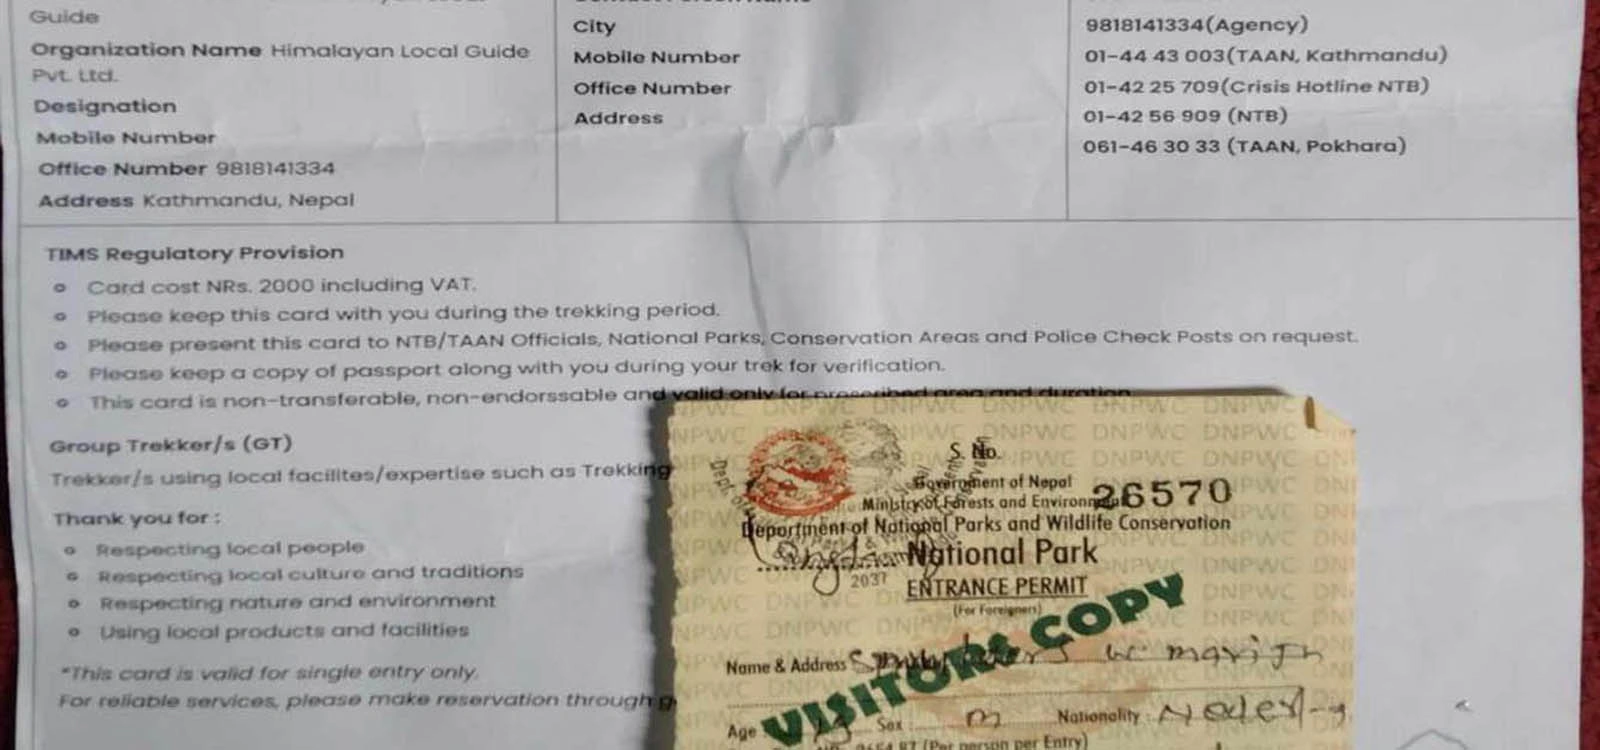 Guide
Organization Name Himalayan Local Guide
Pvt. Ltd.
Designation
Mobile Number
Office Number 9818141334
Address Kathmandu, Nepal
City
Mobile Number
Office Number
Address
9818141334(Agency)
01-44 43 003(TAAN, Kathmandu)
01-42 25 709(Crisis Hotline NTB)
01-42 56 909 (NTB)
061-46 30 33 (TAAN, Pokhara)
TIMS Regulatory Provision
Card cost NRs. 2000 including VAT.
Please keep this card with you during the trekking period.
Please present this card to NTB/TAAN Officials, National Parks, Conservation Areas and Police Check Posts on request.
Please keep a copy of passport along with you during your trek for verification.
This card is non-transferable, non-endorssable and valid only for prescribed area and duration
Group Trekker/s (GT)
Trekker/s using local facilites/expertise such as Trekking
Thank you for :
Respecting local people
Respecting local culture and traditions
Respecting nature and environment
Using local products and facilities
*This card is valid for single entry only.
For reliable services, please make reservation through
S. No.
Government of Nepal
26570
Ministry of Forests and Environment
Department of National Parks and Wildlife Conservation
National Park
2037
ENTRANCE PERMIT
(For Foreigners)
VISITORS COPY
Name & Address
Age Sex m Nationality
(Per person per Entry)